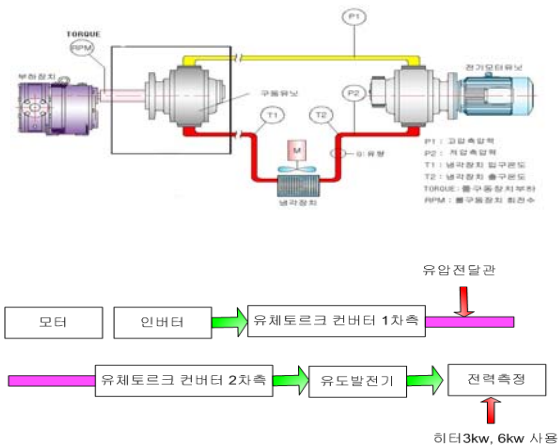 P1
TORQUE
RPM
부하장치
구동유닛
전기모터유닛
P2
T1
T2
M
G:유량
냉각장치
P1 : 고압측압력
P2 : 저압측압력
T1 : 냉각장치 입구온도
T2 : 냉각장치 출구온도
TORQUE:롤구동장치부하
RPM : 롤구동장치 회전수
유압전달관
모터
인버터
유체토르크 컨버터 1차측
유체토르크 컨버터 2차측
유도발전기
전력측정
히터3kw, 6kw 사용